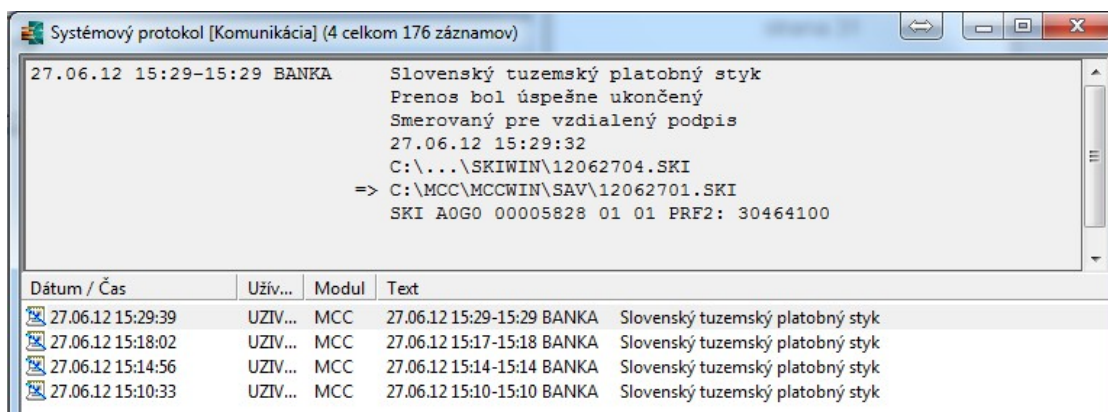 Systémový protokol [Komunikácia] (4 celkom 176 záznamov)
27.06.12 15:29-15:29 BANKA Slovenský tuzemský platobný styk
Prenos bol úspešne ukončený
Smerovaný pre vzdialený podpis
27.06.12 15:29:32
C:\...\SKIWIN\12062704.SKI
=> C:\MCC\MCCWIN\SAV\12062701.SKI
SKI A0G0 00005828 01 01 PRF2: 30464100
Dátum / Čas Užív... Modul Text
27.06.12 15:29:39 UZIV... MCC 27.06.12 15:29-15:29 BANKA Slovenský tuzemský platobný styk
27.06.12 15:18:02 UZIV... MCC 27.06.12 15:17-15:18 BANKA Slovenský tuzemský platobný styk
27.06.12 15:14:56 UZIV... MCC 27.06.12 15:14-15:14 BANKA Slovenský tuzemský platobný styk
27.06.12 15:10:33 UZIV... MCC 27.06.12 15:10-15:10 BANKA Slovenský tuzemský platobný styk